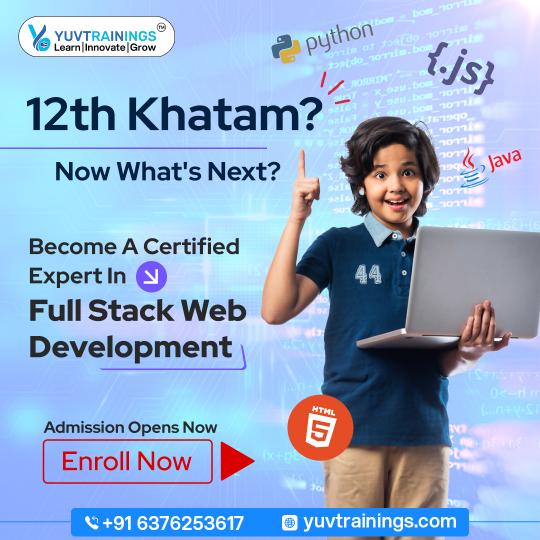 YUVTRAININGS™
Learn|Innovate|Grow
python
{.js}
12th Khatam?
Now What's Next?
Java
Become A Certified
Expert In
Full Stack Web
Development
44
HTML
5
Admission Opens Now
Enroll Now
+91 6376253617
yuvtrainings.com